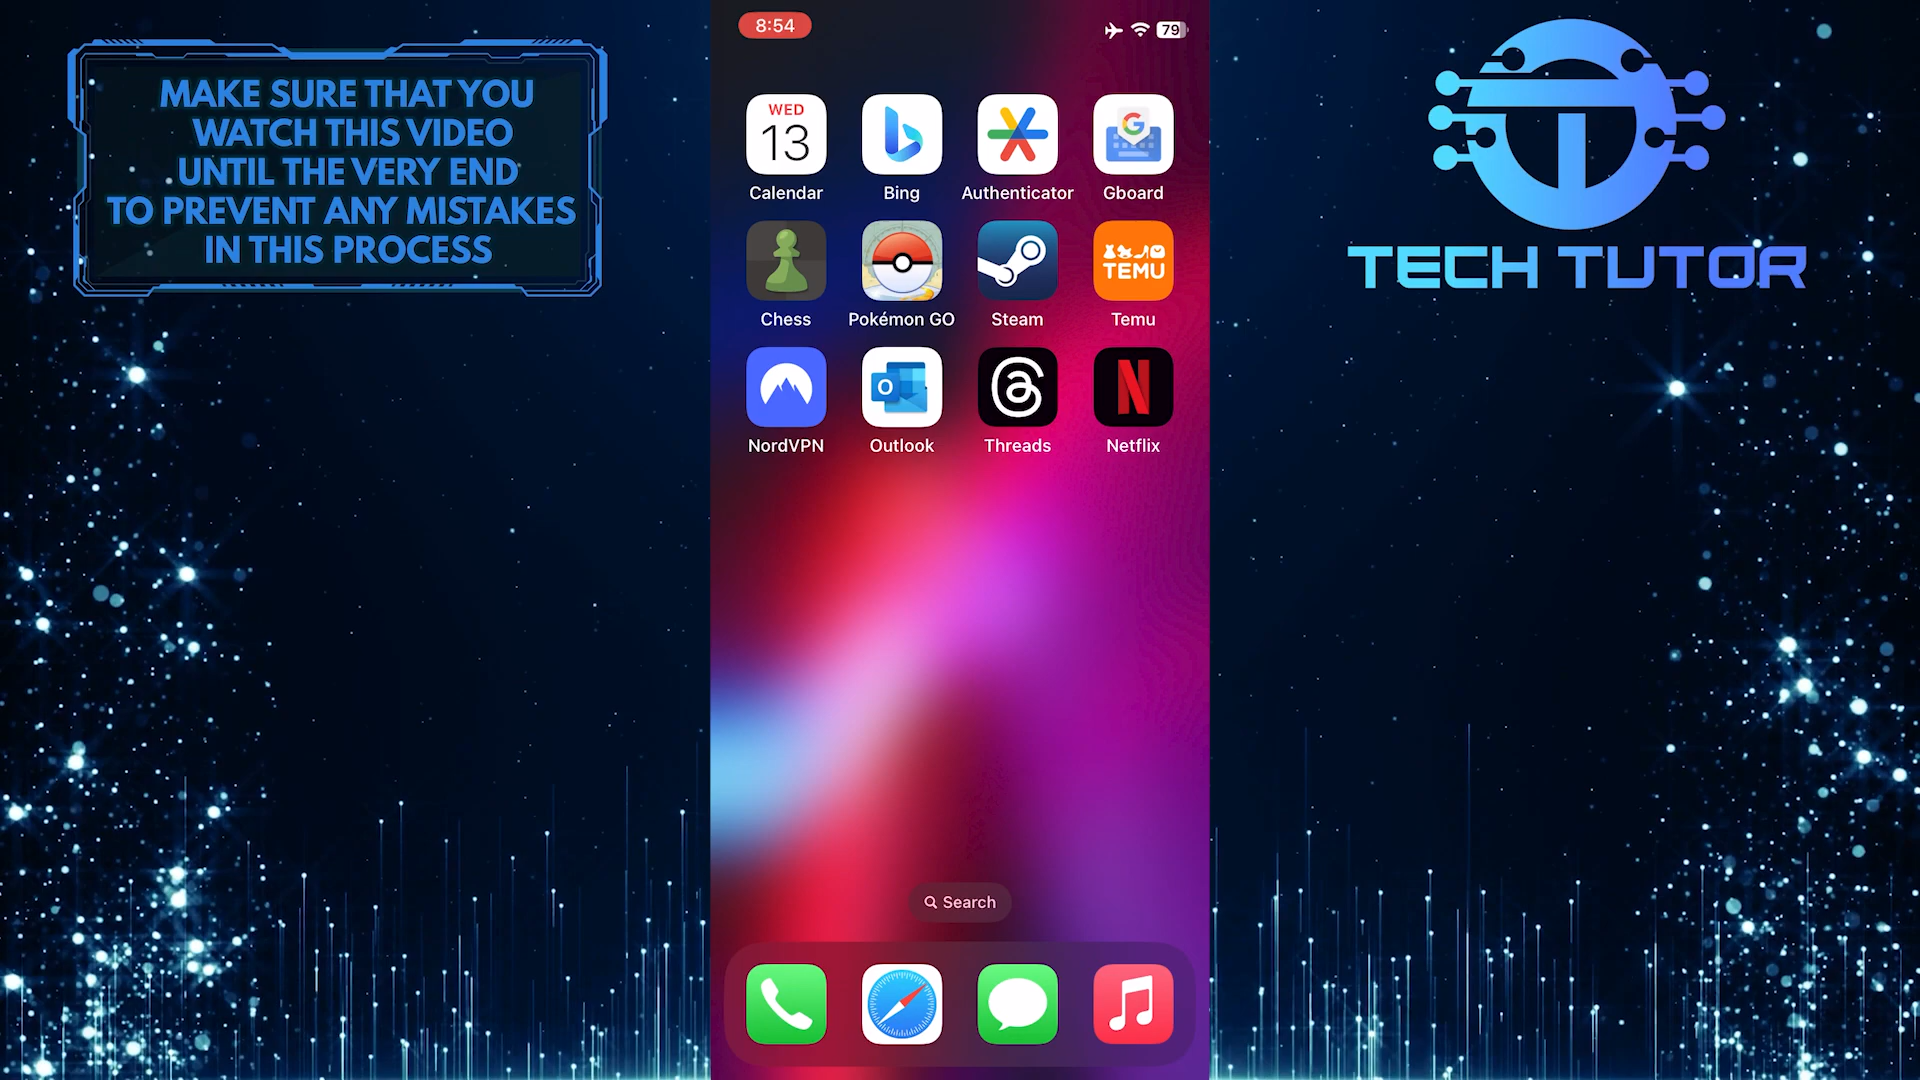 MAKE SURE THAT YOU
WATCH THIS VIDEO
UNTIL THE VERY END
TO PREVENT ANY MISTAKES
IN THIS PROCESS
8:54
79
WED
13
Calendar
Bing
Authenticator
G
Gboard
Chess
Pokémon GO
Steam
TEMU
Temu
NordVPN
O
Outlook
Threads
N
Netflix
Search
TECH TUTOR